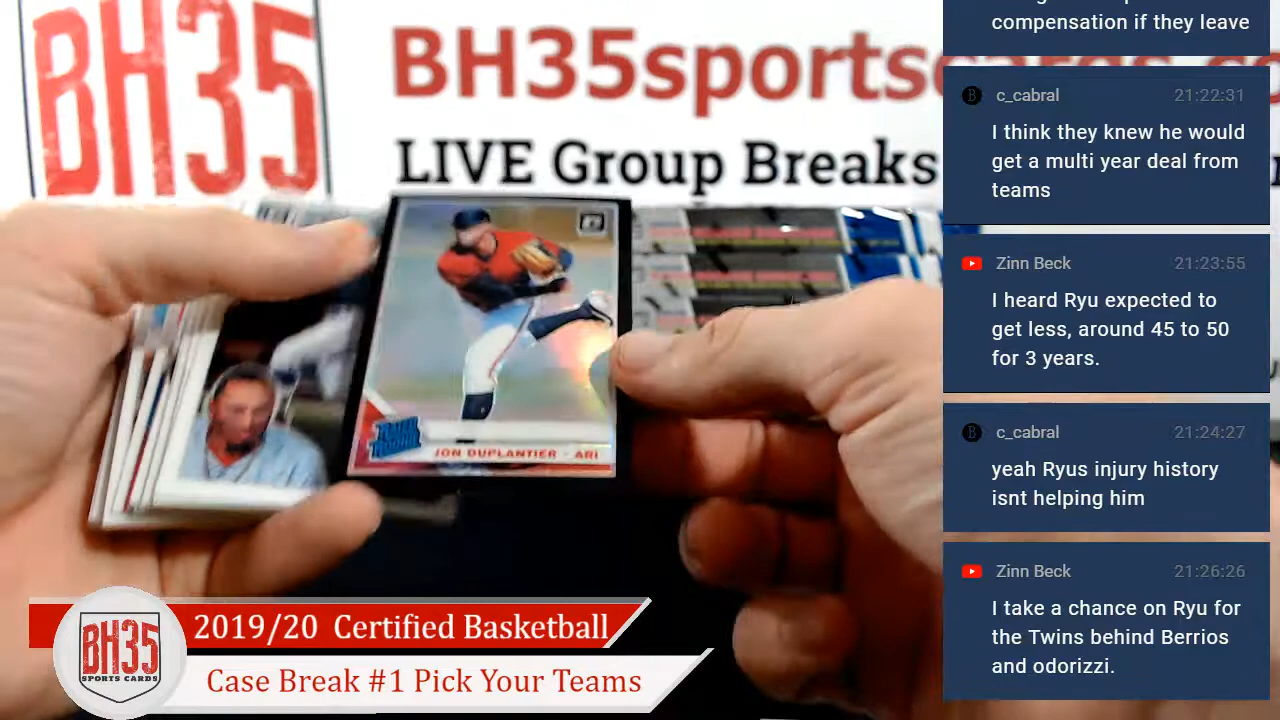 BH35
BH35sports
LIVE Group Breaks
RATED ROOKIE
JON DUPLANTIER - ARI
2019/20 Certified Basketball
Case Break #1 Pick Your Teams
BH35
SPORTS CARDS
compensation if they leave
c_cabral 21:22:31
I think they knew he would
get a multi year deal from
teams
Zinn Beck 21:23:55
I heard Ryu expected to
get less, around 45 to 50
for 3 years.
c_cabral 21:24:27
yeah Ryus injury history
isnt helping him
Zinn Beck 21:26:26
I take a chance on Ryu for
the Twins behind Berrios
and odorizzi.